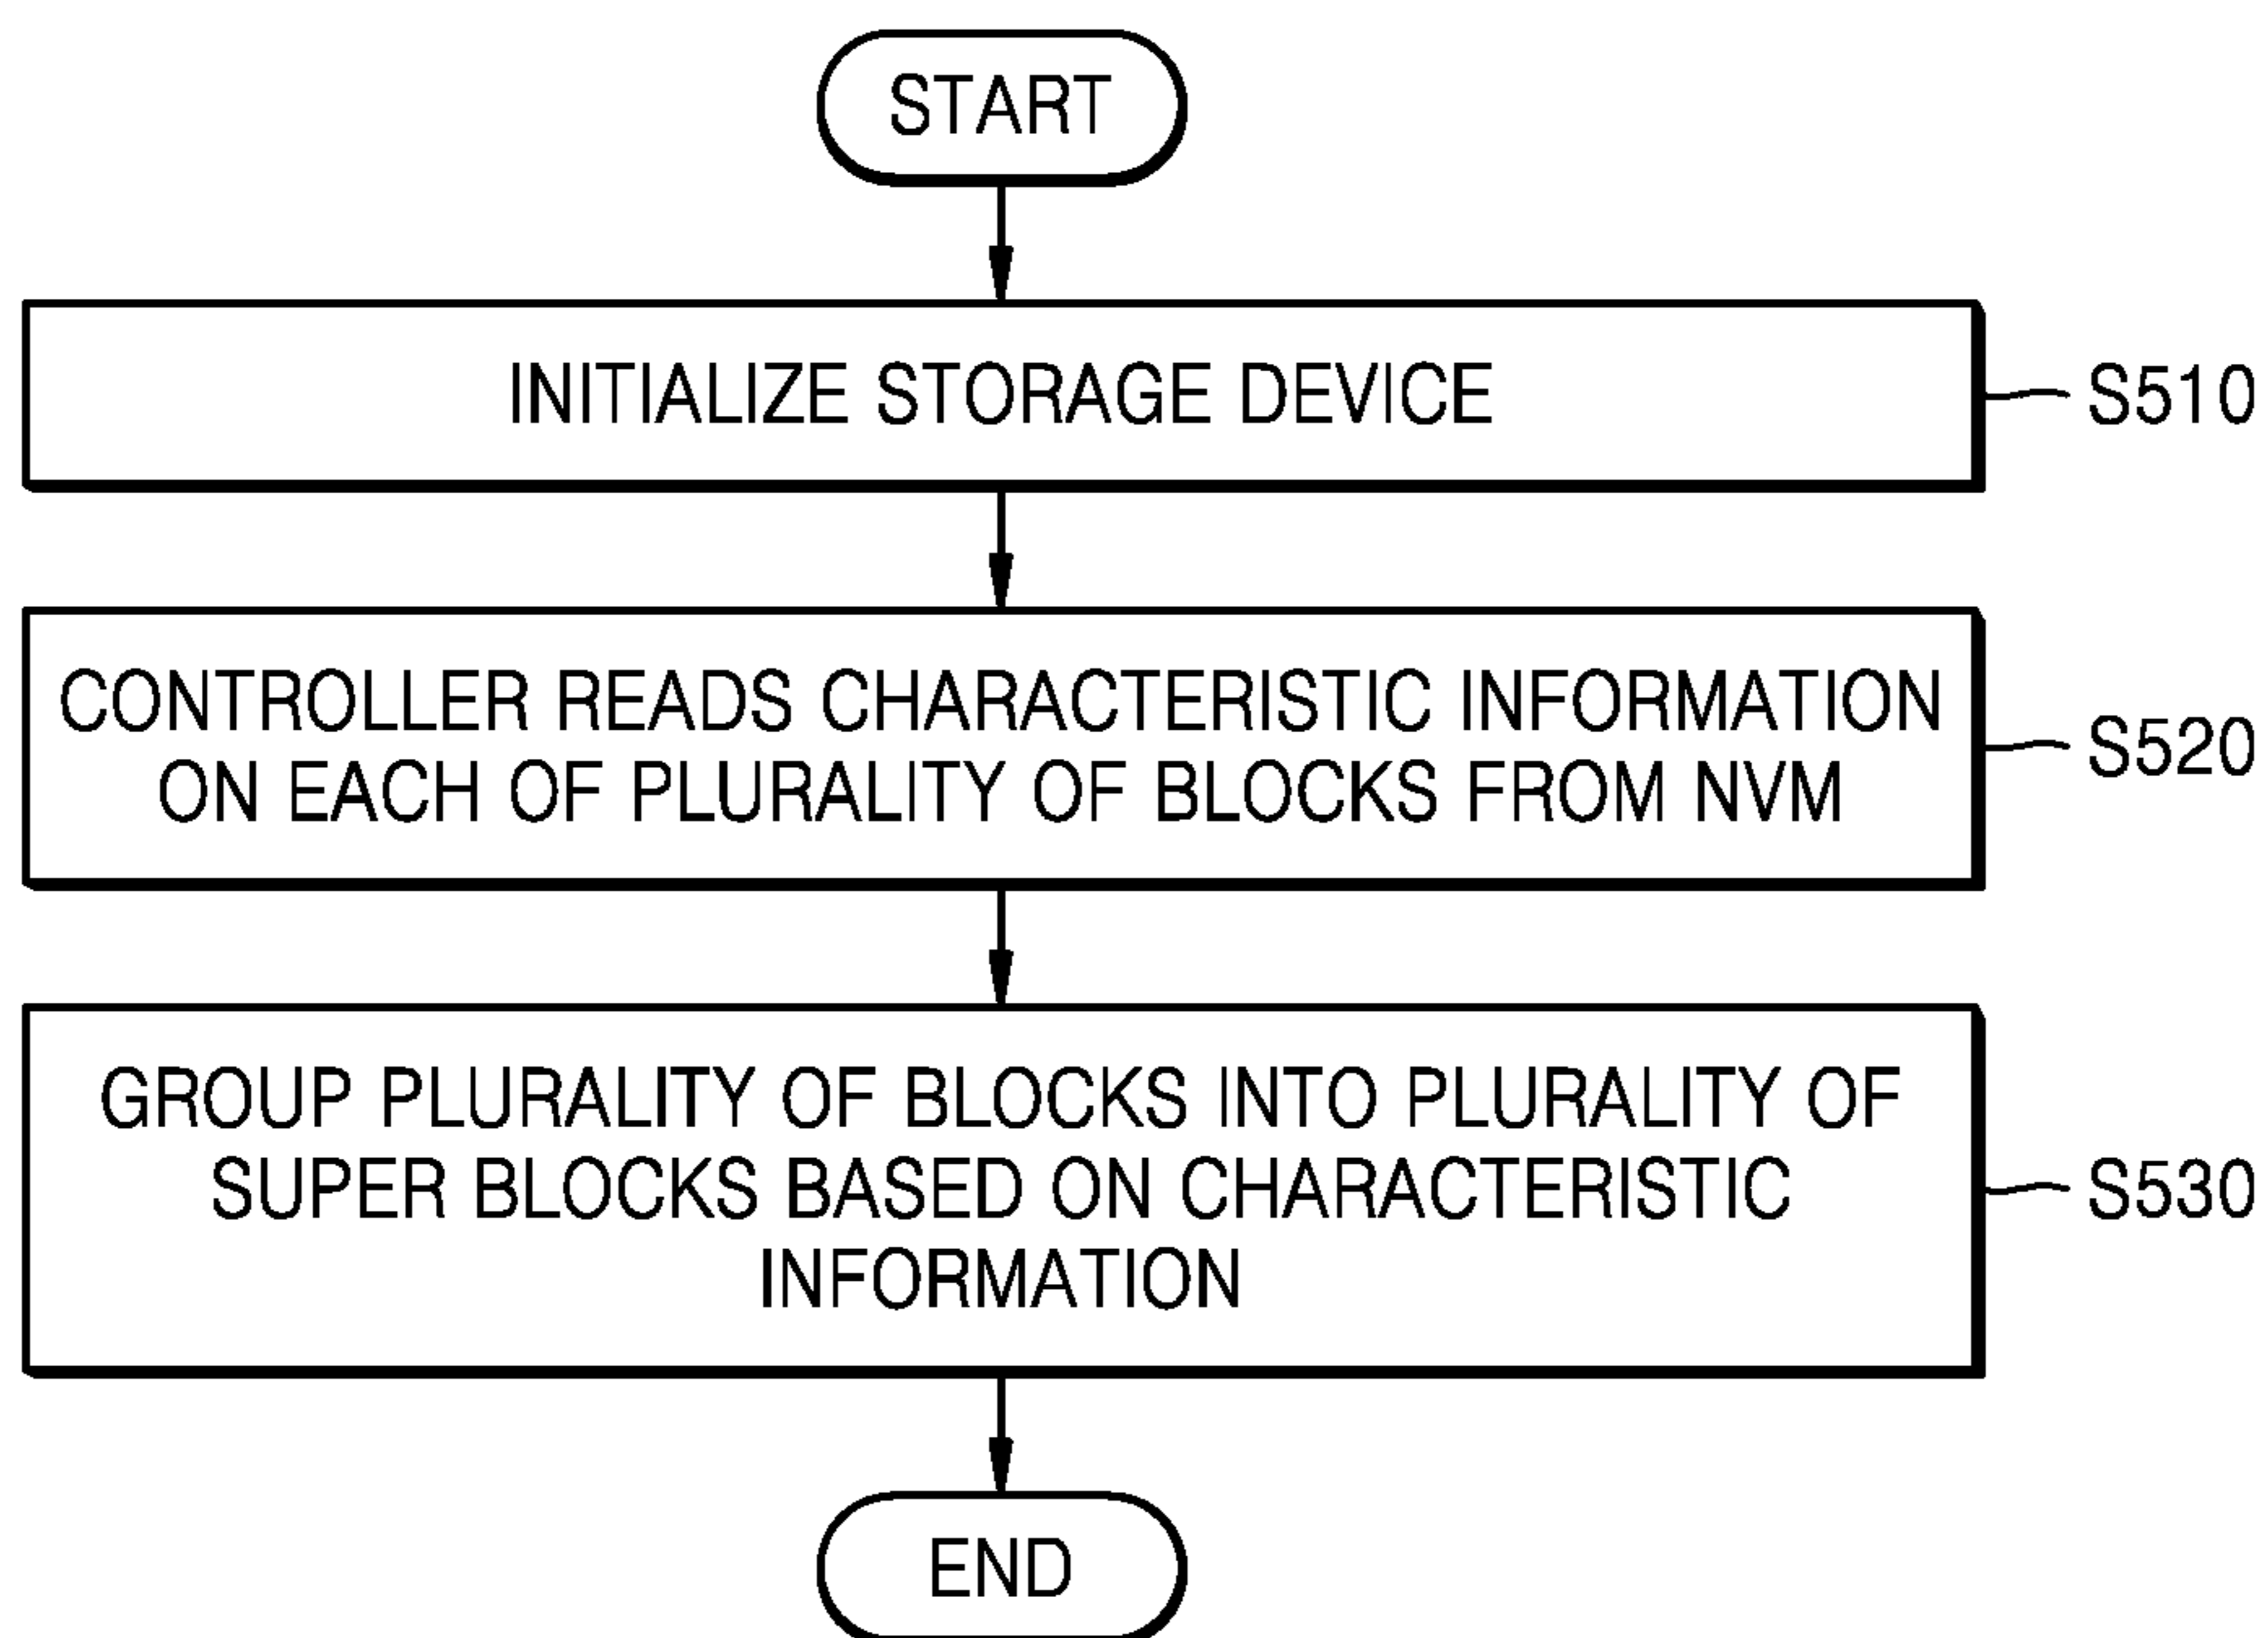 START
INITIALIZE STORAGE DEVICE
S510
CONTROLLER READS CHARACTERISTIC INFORMATION
ON EACH OF PLURALITY OF BLOCKS FROM NVM
S520
GROUP PLURALITY OF BLOCKS INTO PLURALITY OF
SUPER BLOCKS BASED ON CHARACTERISTIC
INFORMATION
S530
END